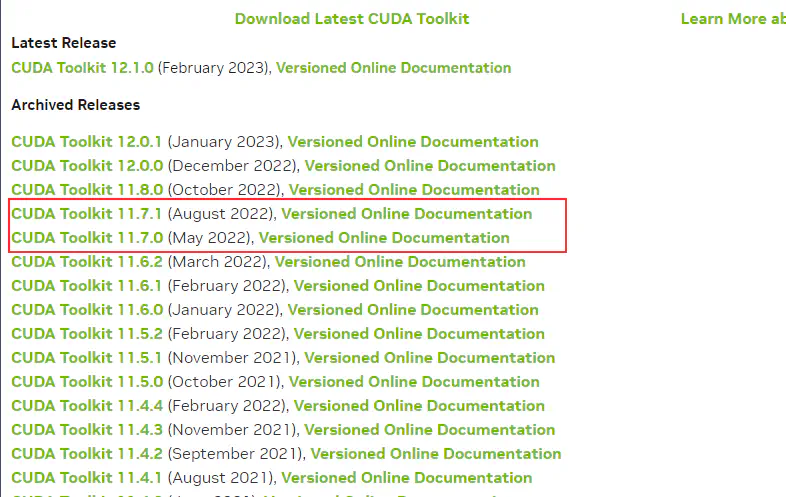 Download Latest CUDA Toolkit Learn More ab
Latest Release
CUDA Toolkit 12.1.0 (February 2023), Versioned Online Documentation
Archived Releases
CUDA Toolkit 12.0.1 (January 2023), Versioned Online Documentation
CUDA Toolkit 12.0.0 (December 2022), Versioned Online Documentation
CUDA Toolkit 11.8.0 (October 2022), Versioned Online Documentation
CUDA Toolkit 11.7.1 (August 2022), Versioned Online Documentation
CUDA Toolkit 11.7.0 (May 2022), Versioned Online Documentation
CUDA Toolkit 11.6.2 (March 2022), Versioned Online Documentation
CUDA Toolkit 11.6.1 (February 2022), Versioned Online Documentation
CUDA Toolkit 11.6.0 (January 2022), Versioned Online Documentation
CUDA Toolkit 11.5.2 (February 2022), Versioned Online Documentation
CUDA Toolkit 11.5.1 (November 2021), Versioned Online Documentation
CUDA Toolkit 11.5.0 (October 2021), Versioned Online Documentation
CUDA Toolkit 11.4.4 (February 2022), Versioned Online Documentation
CUDA Toolkit 11.4.3 (November 2021), Versioned Online Documentation
CUDA Toolkit 11.4.2 (September 2021), Versioned Online Documentation
CUDA Toolkit 11.4.1 (August 2021), Versioned Online Documentation